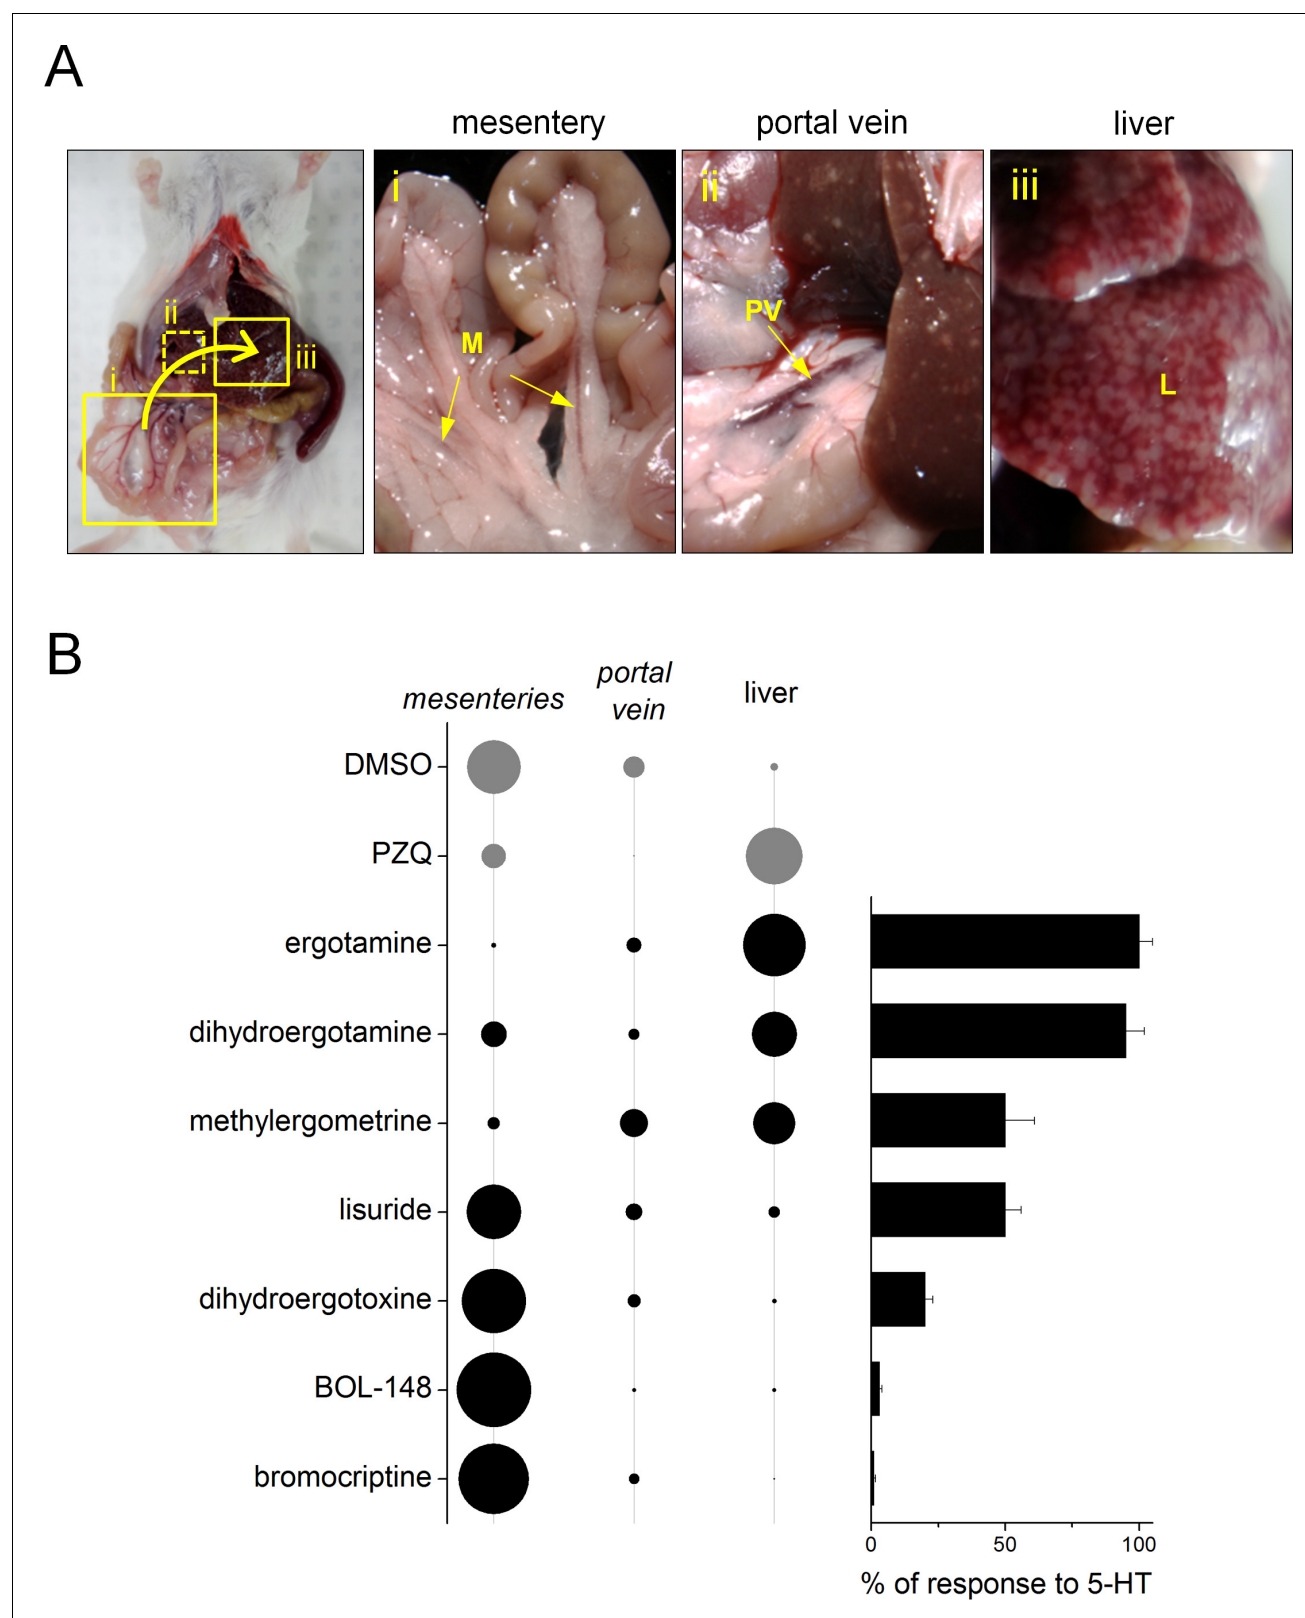 A
mesentery portal vein liver
i ii iii
ii
iii
i
M
PV
L
B
mesenteries portal vein liver
DMSO
PZQ
ergotamine
dihydroergotamine
methylergometrine
lisuride
dihydroergotoxine
BOL-148
bromocriptine
0 50 100
% of response to 5-HT